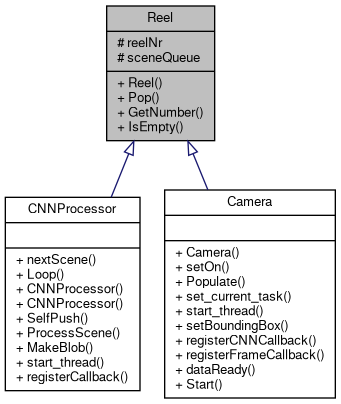 Reel
# reelNr
# sceneQueue
+ Reel()
+ Pop()
+ GetNumber()
+ IsEmpty()
CNNProcessor
+ nextScene()
+ Loop()
+ CNNProcessor()
+ CNNProcessor()
+ SelfPush()
+ ProcessScene()
+ MakeBlob()
+ start_thread()
+ registerCallback()
Camera
+ Camera()
+ setOn()
+ Populate()
+ set_current_task()
+ start_thread()
+ setBoundingBox()
+ registerCNNCallback()
+ registerFrameCallback()
+ dataReady()
+ Start()